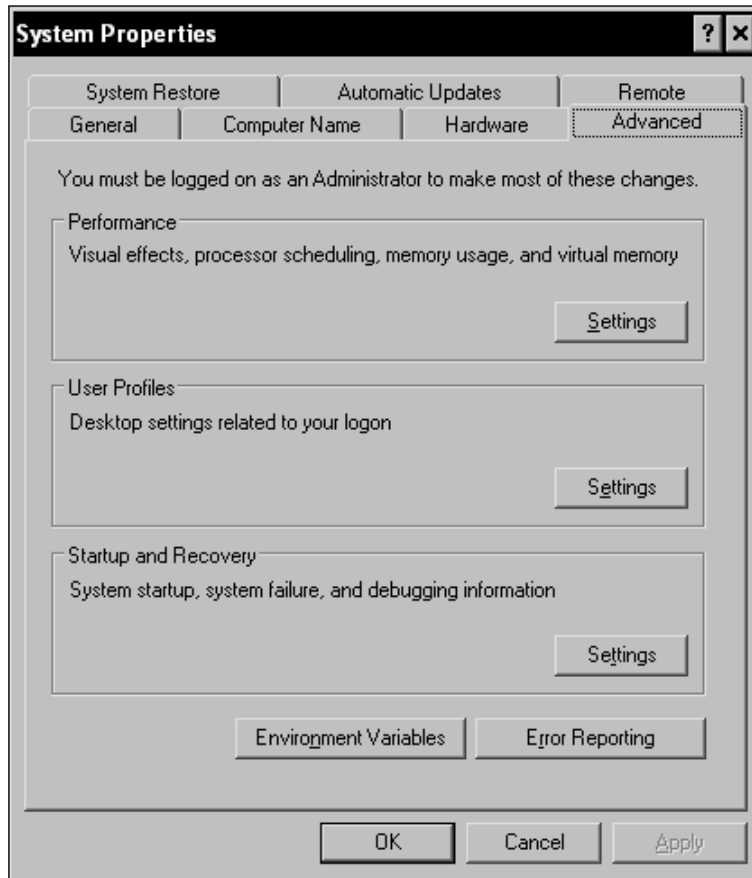 System Properties
?
System Restore
Automatic Updates
Remote
General
Computer Name
Hardware
Advanced
You must be logged on as an Administrator to make most of these changes.
Performance
Visual effects, processor scheduling, memory usage, and virtual memory
Settings
User Profiles
Desktop settings related to your logon
Settings
Startup and Recovery
System startup, system failure, and debugging information
Settings
Environment Variables
Error Reporting
OK
Cancel
Apply